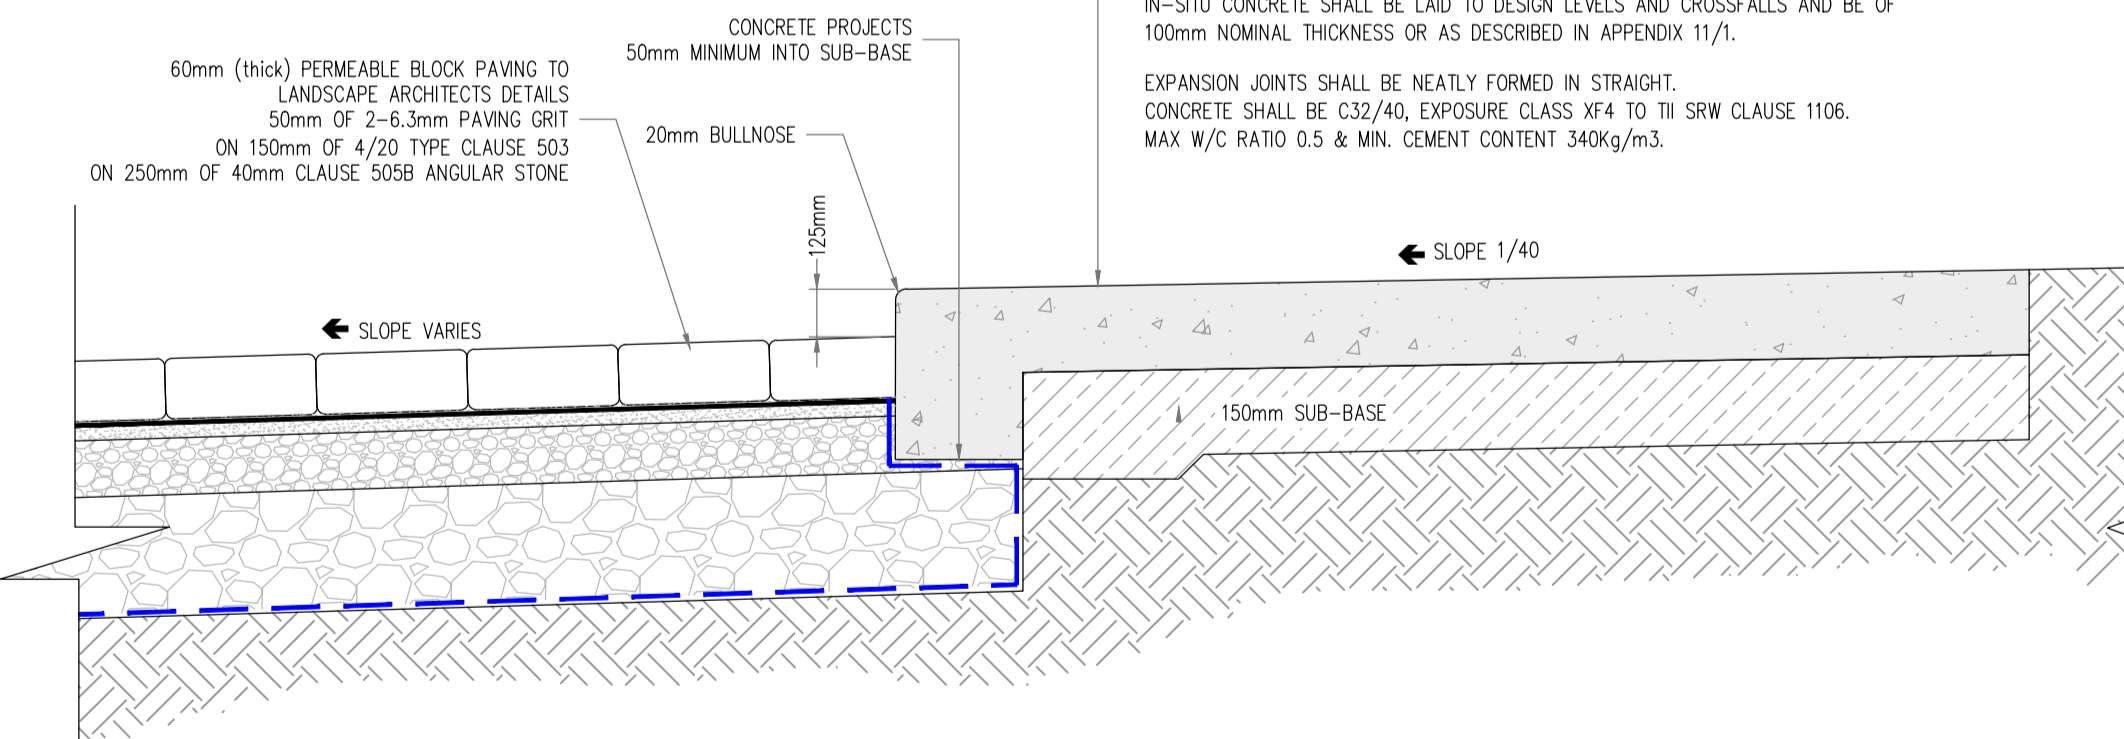 CONCRETE PROJECTS
50mm MINIMUM INTO SUB-BASE
60mm (thick) PERMEABLE BLOCK PAVING TO
LANDSCAPE ARCHITECTS DETAILS
50mm OF 2-6.3mm PAVING GRIT
ON 150mm OF 4/20 TYPE CLAUSE 503
ON 250mm OF 40mm CLAUSE 505B ANGULAR STONE
20mm BULLNOSE
IN-SITU CONCRETE SHALL BE LAID TO DESIGN LEVELS AND CROSSFALLS AND BE OF
100mm NOMINAL THICKNESS OR AS DESCRIBED IN APPENDIX 11/1.
EXPANSION JOINTS SHALL BE NEATLY FORMED IN STRAIGHT.
CONCRETE SHALL BE C32/40, EXPOSURE CLASS XF4 TO TII SRW CLAUSE 1106.
MAX W/C RATIO 0.5 & MIN. CEMENT CONTENT 340Kg/m3.
125mm
SLOPE 1/40
SLOPE VARIES
150mm SUB-BASE